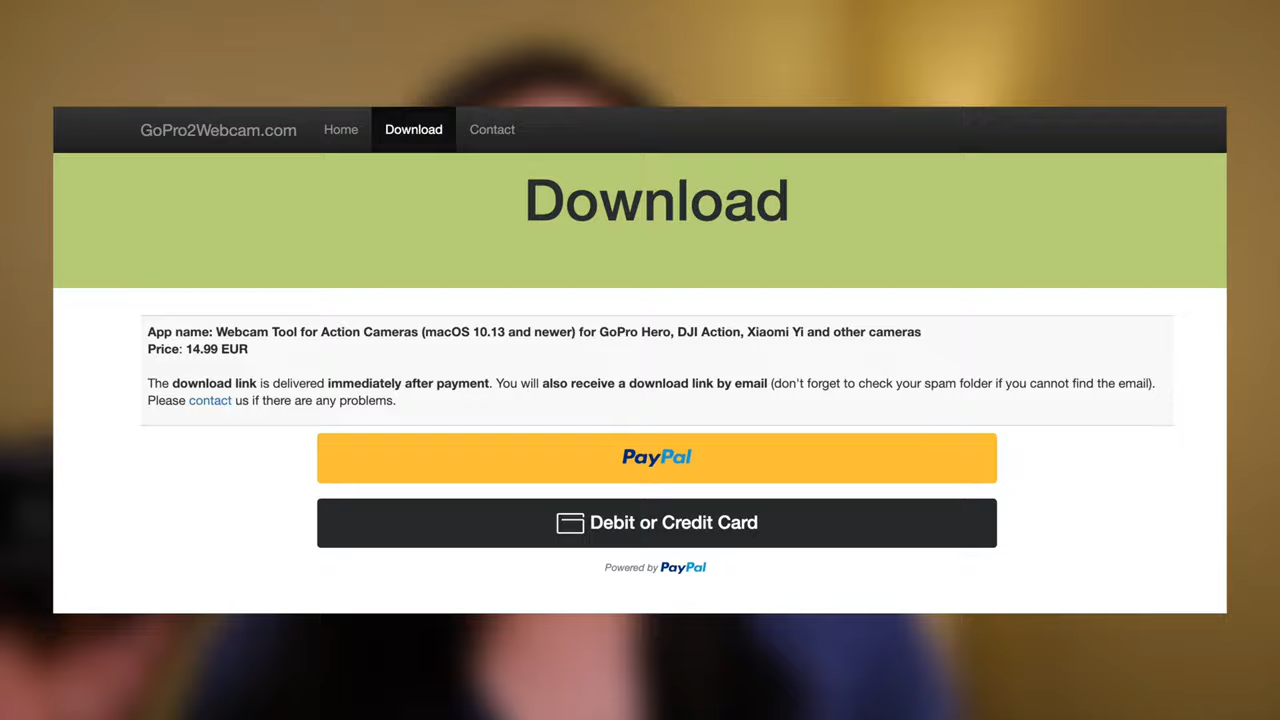 GoPro2Webcam.com Home Download Contact
Download
App name: Webcam Tool for Action Cameras (macOS 10.13 and newer) for GoPro Hero, DJI Action, Xiaomi Yi and other cameras
Price: 14.99 EUR
The download link is delivered immediately after payment. You will also receive a download link by email (don't forget to check your spam folder if you cannot find the email).
Please contact us if there are any problems.
PayPal
Debit or Credit Card
Powered by PayPal